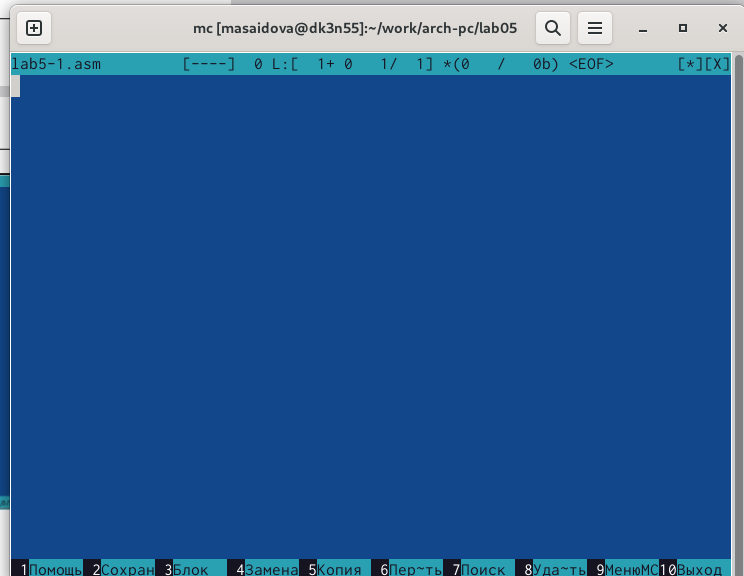 mc [masaidova@dk3n55]:~/work/arch-pc/lab05
lab5-1.asm [----] 0 L:[ 1+ 0 1/ 1] *(0 / 0b) <EOF> [*][X]
1Помощь 2Сохран 3Блок 4Замена 5Копия 6Пер~ть 7Поиск 8Уда~ть 9МенюMC 10Выход